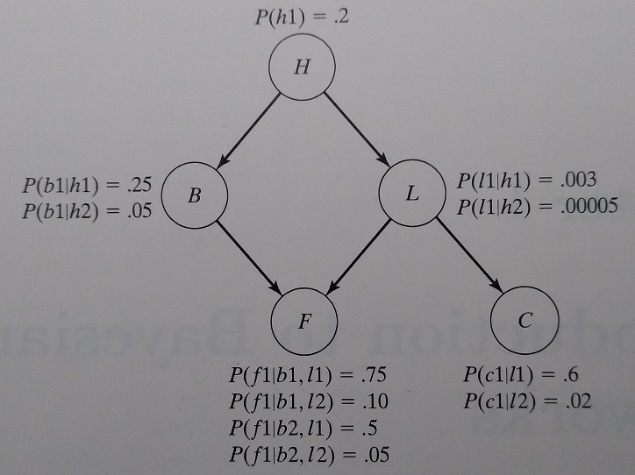 P(h1) = .2
H
P(b1|h1) = .25
P(b1|h2) = .05
B
L
P(l1|h1) = .003
P(l1|h2) = .00005
F
C
P(f1|b1, l1) = .75
P(f1|b1, l2) = .10
P(f1|b2, l1) = .5
P(f1|b2, l2) = .05
P(c1|l1) = .6
P(c1|l2) = .02